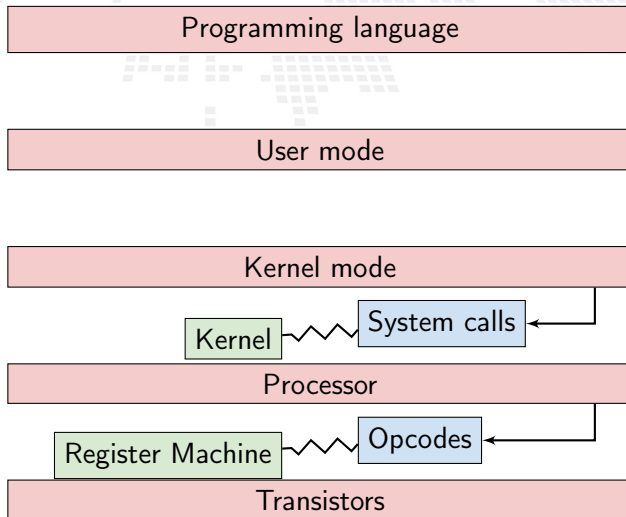 Programming language
User mode
Kernel mode
System calls
Kernel
Processor
Opcodes
Register Machine
Transistors